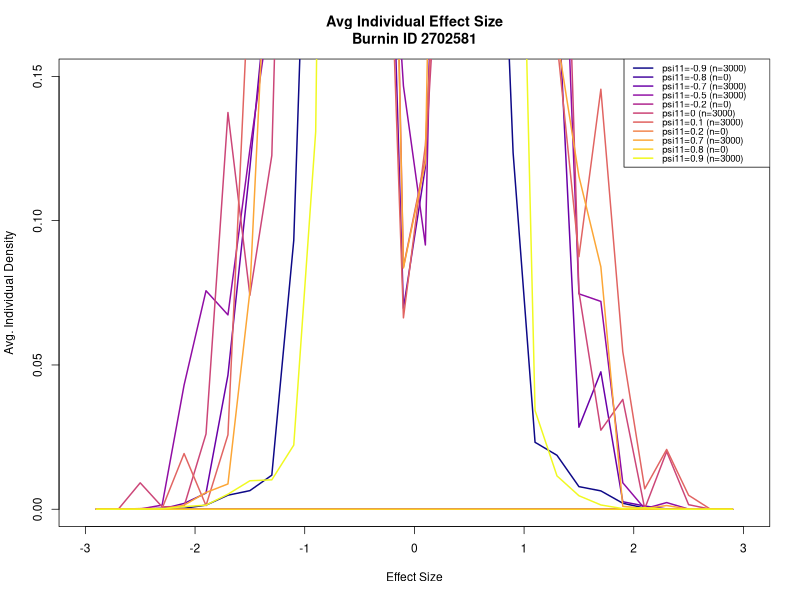 Avg Individual Effect Size
Burnin ID 2702581
psi11=-0.9 (n=3000)
psi11=-0.8 (n=0)
psi11=-0.7 (n=3000)
psi11=-0.5 (n=3000)
psi11=-0.2 (n=0)
psi11=0 (n=3000)
psi11=0.1 (n=3000)
psi11=0.2 (n=0)
psi11=0.7 (n=3000)
psi11=0.8 (n=0)
psi11=0.9 (n=3000)
Avg. Individual Density
0.15
0.10
0.05
0.00
-3 -2 -1 0 1 2 3
Effect Size